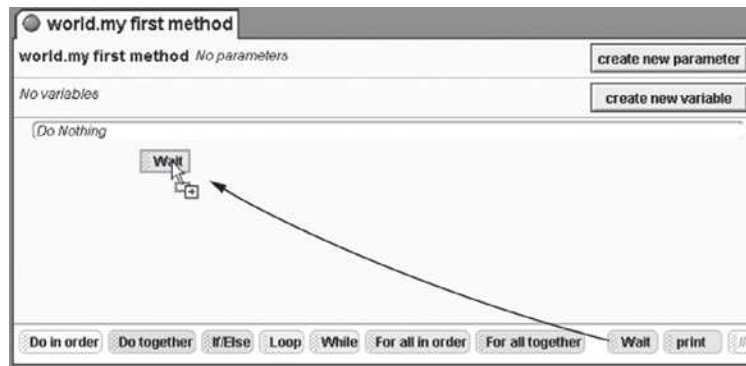 world.my first method
world.my first method No parameters
create new parameter
No variables
create new variable
(Do Nothing
Wait
Do in order Do together If/Else Loop While For all in order For all together Wait print //